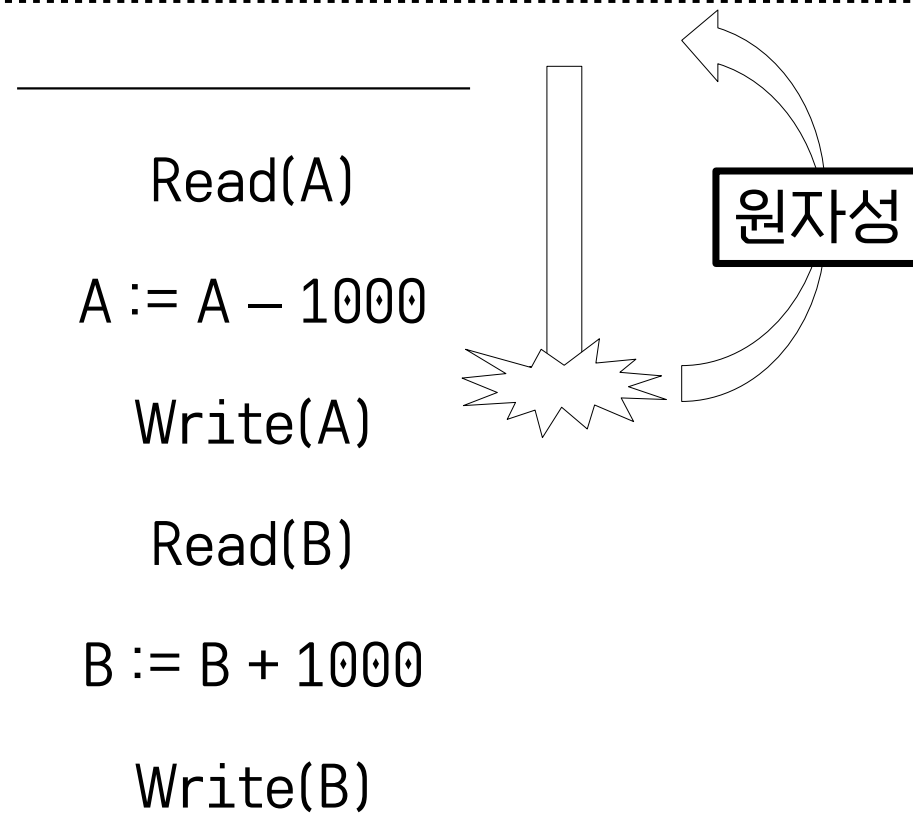 Read(A)
원자성
A := A – 1000
Write(A)
Read(B)
B := B + 1000
Write(B)